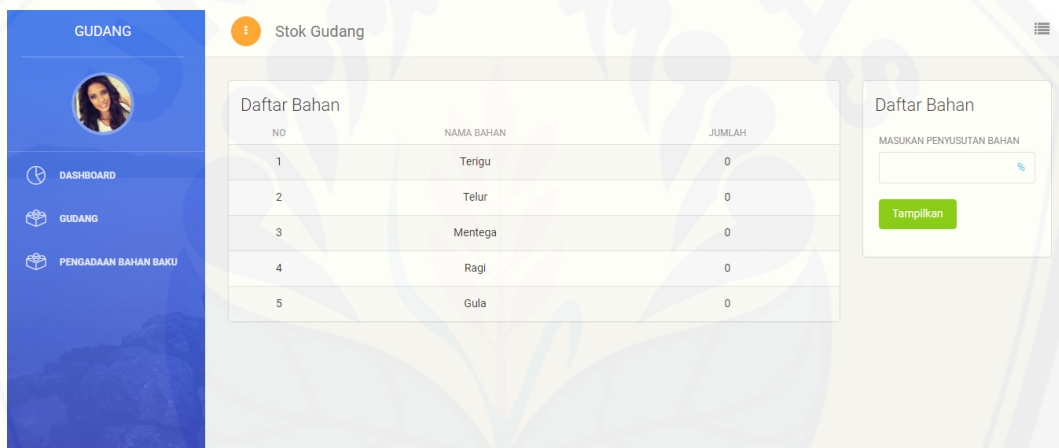 GUDANG
DASHBOARD
GUDANG
PENGADAAN BAHAN BAKU
Stok Gudang
Daftar Bahan
NO NAMA BAHAN JUMLAH
1 Terigu 0
2 Telur 0
3 Mentega 0
4 Ragi 0
5 Gula 0
Daftar Bahan
MASUKAN PENYUSUTAN BAHAN
%
Tampilkan